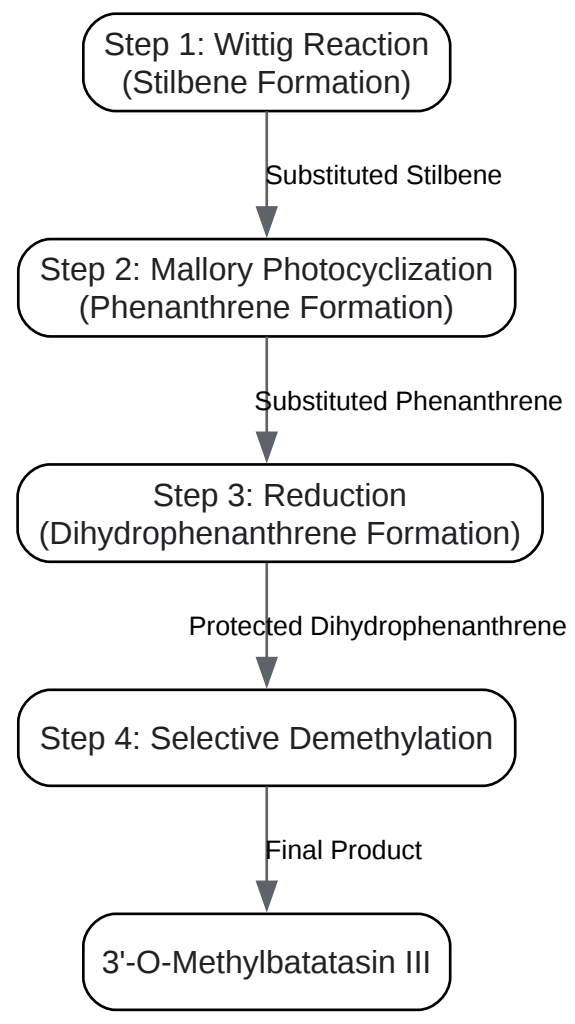 Step 1: Wittig Reaction
(Stilbene Formation)
Substituted Stilbene
Step 2: Mallory Photocyclization
(Phenanthrene Formation)
Substituted Phenanthrene
Step 3: Reduction
(Dihydrophenanthrene Formation)
Protected Dihydrophenanthrene
Step 4: Selective Demethylation
Final Product
3'-O-Methylbatatasin III